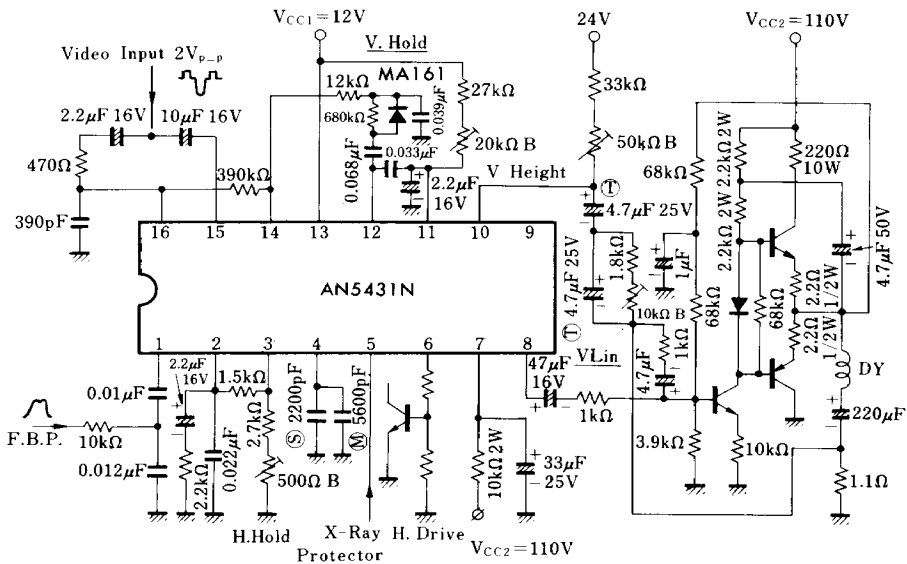 VCC1=12V
24V
VCC2=110V
Video Input 2Vp-p
V. Hold
MA161
12kΩ
680kΩ
0.039μF
27kΩ
20kΩ B
33kΩ
50kΩ B
2.2μF 16V
10μF 16V
470Ω
390kΩ
0.068μF
0.033μF
2.2μF
16V
V Height
390pF
68kΩ
2.2kΩ 2W
2.2kΩ 2W
220Ω
10W
T
4.7μF 25V
1.8kΩ
1μF
4.7μF 50V
16 15 14 13 12 11 10 9
AN5431N
4.7μF 25V
10kΩ B
T
68kΩ
68kΩ
2.2Ω
1/2W
2.2Ω
1/2W
1 2 3 4 5 6 7 8
1kΩ
4.7μF
VLin
DY
47μF
16V
1kΩ
220μF
0.01μF
2.2μF
16V
1.5kΩ
2.7kΩ
2200pF
S
5600pF
M
F.B.P.
10kΩ
0.012μF
2.2kΩ
0.022μF
500Ω B
10kΩ 2W
33μF
25V
3.9kΩ
10kΩ
1.1Ω
H.Hold
X-Ray
Protector
H. Drive
VCC2=110V